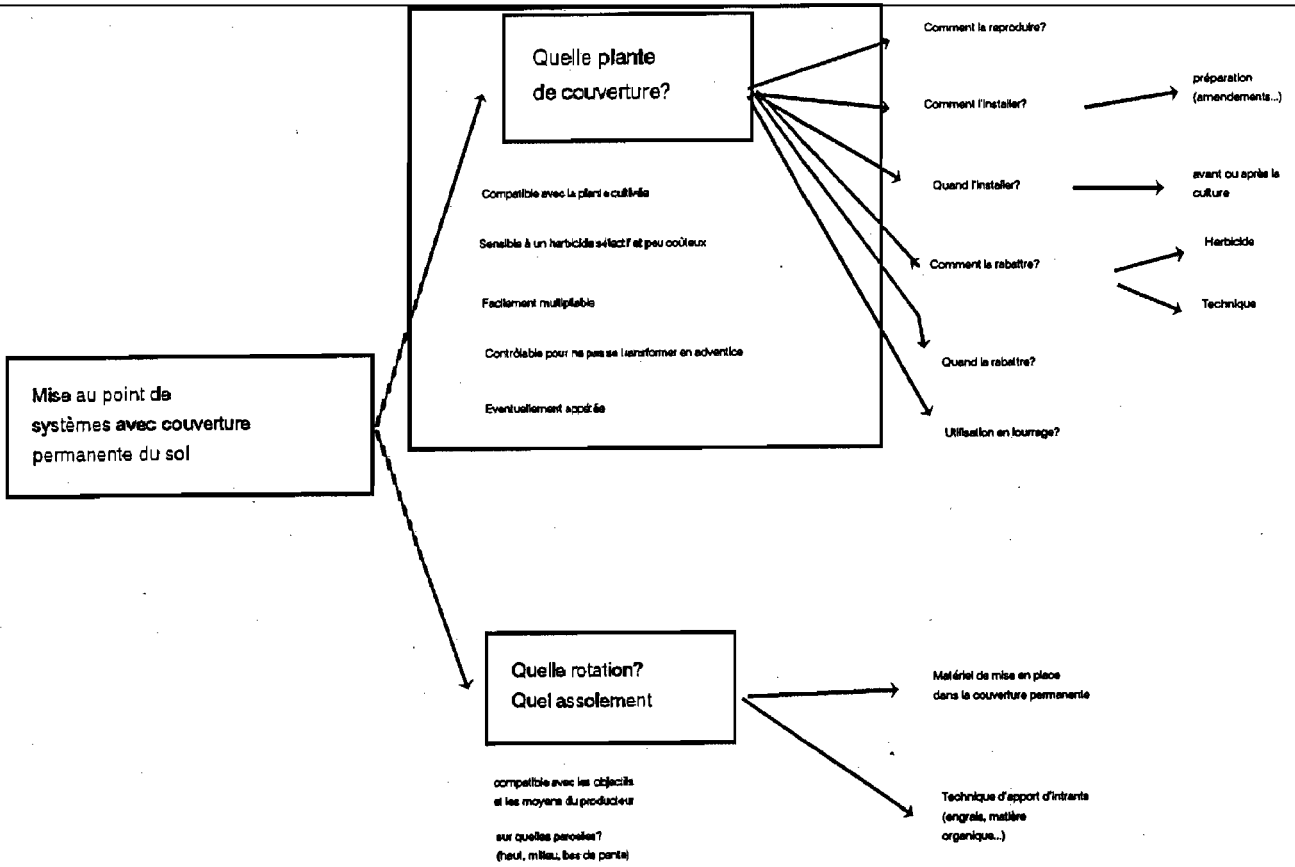 Mise au point de
systèmes avec couverture
permanente du sol
Quelle plante
de couverture?
Compatible avec la plante cultivée
Sensible à un herbicide sélectif et peu coûteux
Facilement multipliable
Contrôlable pour ne pas se transformer en adventice
Eventuellement appétée
Comment la reproduire?
Comment l'installer?
préparation
(amendements...)
Quand l'installer?
avant ou après la
culture
Comment la rabattre?
Herbicide
Technique
Quand la rabattre?
Utilisation en fourrage?
Quelle rotation?
Quel assolement
compatible avec les objectifs
et les moyens du producteur
sur quelles parcelles?
(haut, milieu, bas de pente)
Matériel de mise en place
dans la couverture permanente
Technique d'apport d'intrants
(engrais, matière
organique...)